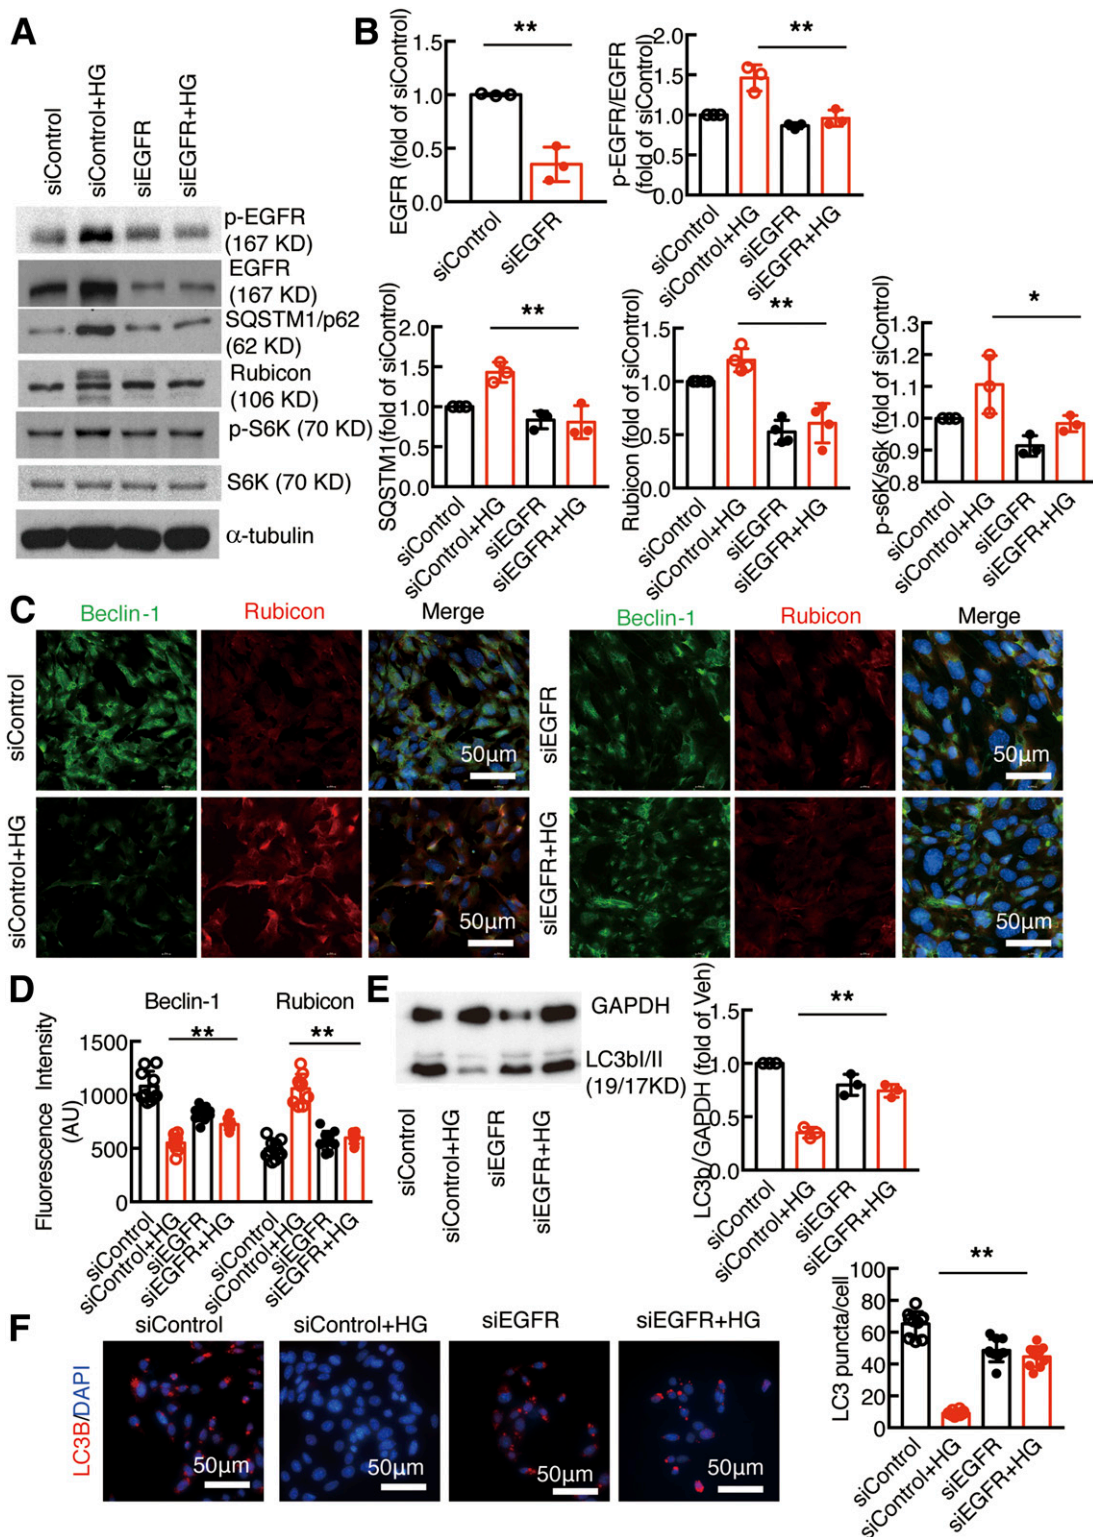 A
siControl
siControl+HG
siEGFR
siEGFR+HG
p-EGFR
(167 KD)
EGFR
(167 KD)
SQSTM1/p62
(62 KD)
Rubicon
(106 KD)
p-S6K (70 KD)
S6K (70 KD)
α-tubulin
B
EGFR (fold of siControl)
1.5
1.0
0.5
0.0
**
siControl
siEGFR
p-EGFR/EGFR
(fold of siControl)
2.0
1.5
1.0
0.5
0.0
**
siControl
siControl+HG
siEGFR
siEGFR+HG
SQSTM1 (fold of siControl)
2.0
1.5
1.0
0.5
0.0
**
siControl
siControl+HG
siEGFR
siEGFR+HG
Rubicon (fold of siControl)
1.5
1.0
0.5
0.0
**
siControl
siControl+HG
siEGFR
siEGFR+HG
p-s6K/s6k (fold of siControl)
1.3
1.2
1.1
1.0
0.9
0.8
*
siControl
siControl+HG
siEGFR
siEGFR+HG
C
Beclin-1 Rubicon Merge
Beclin-1 Rubicon Merge
siControl
50μm
siEGFR
50μm
siControl+HG
50μm
siEGFR+HG
50μm
D
Beclin-1 Rubicon
** **
Fluorescence Intensity
(AU)
1500
1000
500
0
siControl
siControl+HG
siEGFR
siEGFR+HG
siControl
siControl+HG
siEGFR
siEGFR+HG
E
GAPDH
LC3bI/II
(19/17KD)
siControl
siControl+HG
siEGFR
siEGFR+HG
LC3b/GAPDH (fold of Veh)
1.5
1.0
0.5
0.0
**
siControl
siControl+HG
siEGFR
siEGFR+HG
F
siControl
siControl+HG
siEGFR
siEGFR+HG
LC3B/DAPI
50μm
50μm
50μm
50μm
LC3 puncta/cell
100
80
60
40
20
0
**
siControl
siControl+HG
siEGFR
siEGFR+HG